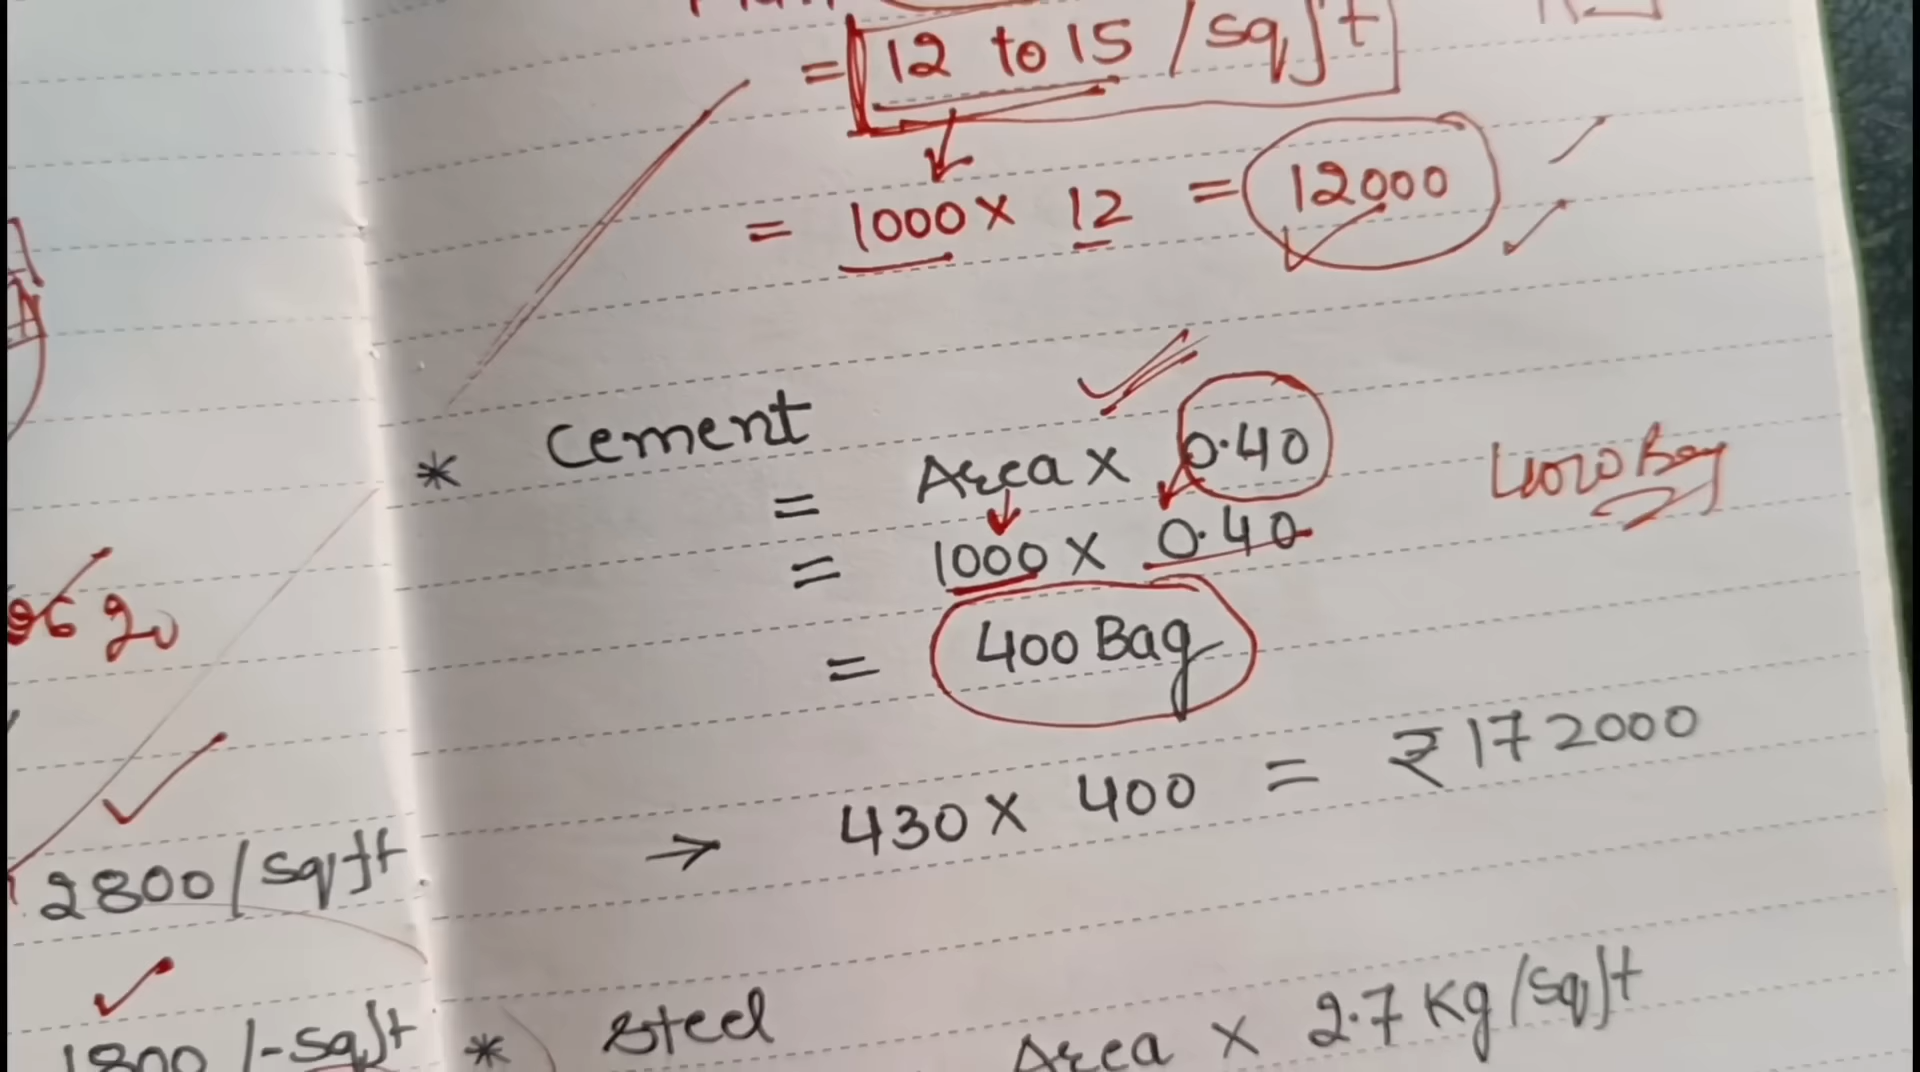 = 12 to 15 /sqft
= 1000 x 12 = 12000
* Cement
= Area x 0.40
= 1000 x 0.40
= 400 Bag
→ 430 x 400 = ₹172000
* Steel
Area x 2.7 Kg/sqft
20
2800/sqft
1800 /-sqft